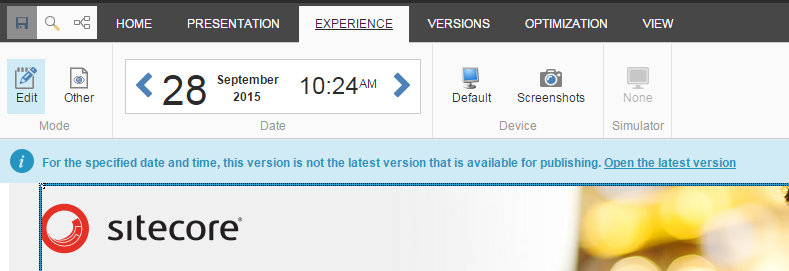 HOME PRESENTATION EXPERIENCE VERSIONS OPTIMIZATION VIEW
28 September 2015 10:24AM
Edit Other Default Screenshots None
Mode Date Device Simulator
For the specified date and time, this version is not the latest version that is available for publishing. Open the latest version
sitecore